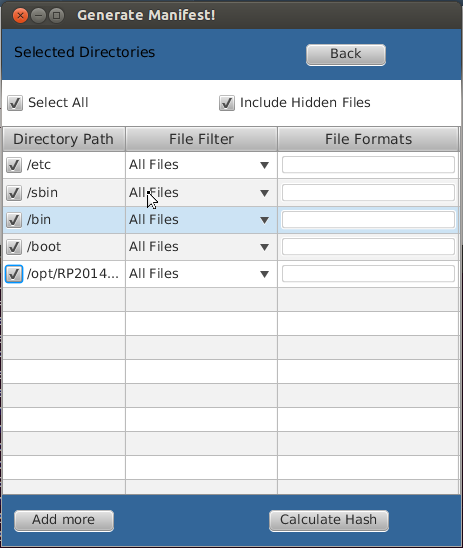 Generate Manifest!
Selected Directories Back
Select All Include Hidden Files
Directory Path File Filter File Formats
/etc All Files
/sbin All Files
/bin All Files
/boot All Files
/opt/RP2014... All Files
Add more Calculate Hash